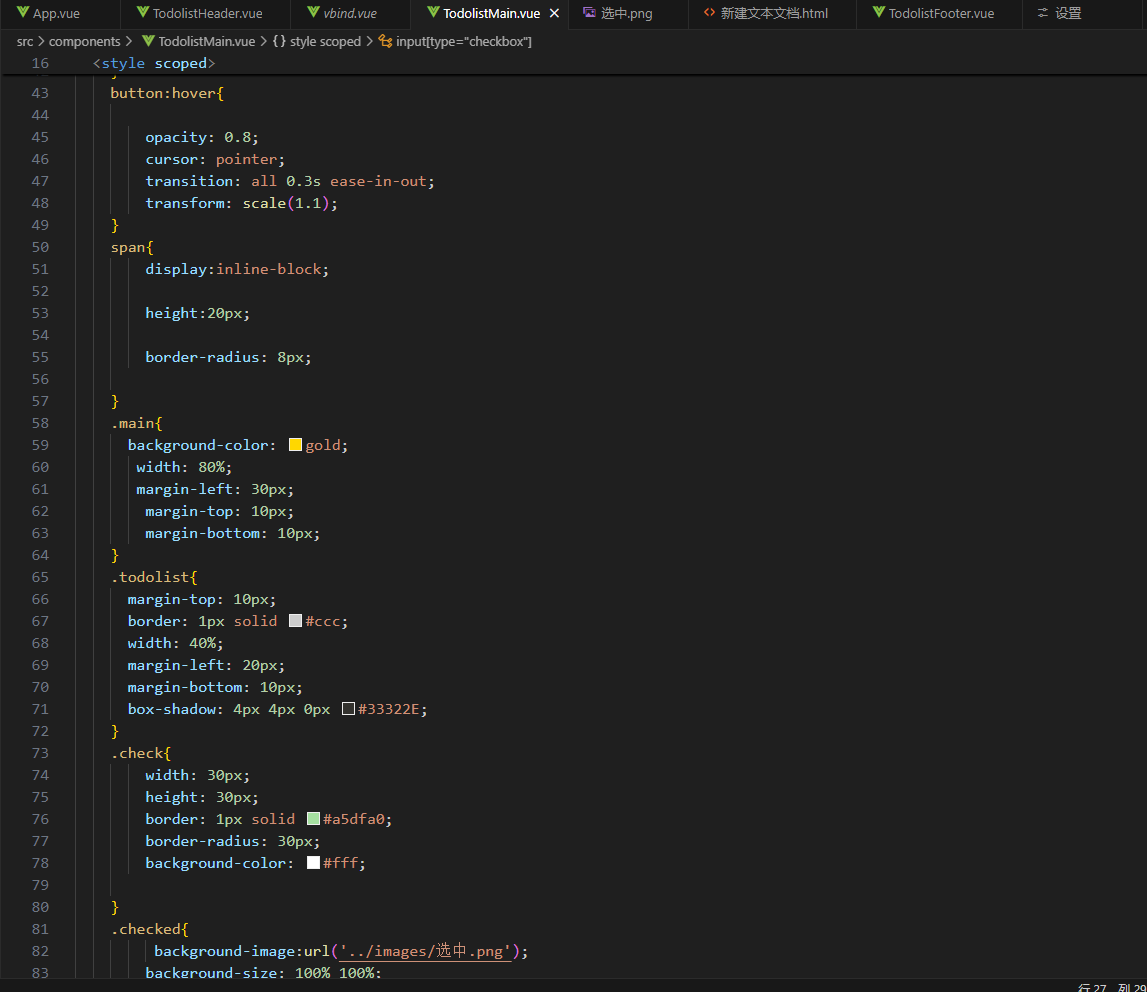 App.vue TodolistHeader.vue vbind.vue TodolistMain.vue 选中.png 新建文本文档.html TodolistFooter.vue 设置
src > components > TodolistMain.vue > {} style scoped > input[type="checkbox"]
16 <style scoped>
43 button:hover{
44
45 opacity: 0.8;
46 cursor: pointer;
47 transition: all 0.3s ease-in-out;
48 transform: scale(1.1);
49 }
50 span{
51 display:inline-block;
52
53 height:20px;
54
55 border-radius: 8px;
56
57 }
58 .main{
59 background-color: gold;
60 width: 80%;
61 margin-left: 30px;
62 margin-top: 10px;
63 margin-bottom: 10px;
64 }
65 .todolist{
66 margin-top: 10px;
67 border: 1px solid #ccc;
68 width: 40%;
69 margin-left: 20px;
70 margin-bottom: 10px;
71 box-shadow: 4px 4px 0px #33322E;
72 }
73 .check{
74 width: 30px;
75 height: 30px;
76 border: 1px solid #a5dfa0;
77 border-radius: 30px;
78 background-color: #fff;
79
80 }
81 .checked{
82 background-image:url('../images/选中.png');
83 background-size: 100% 100%;
行 27, 列 29